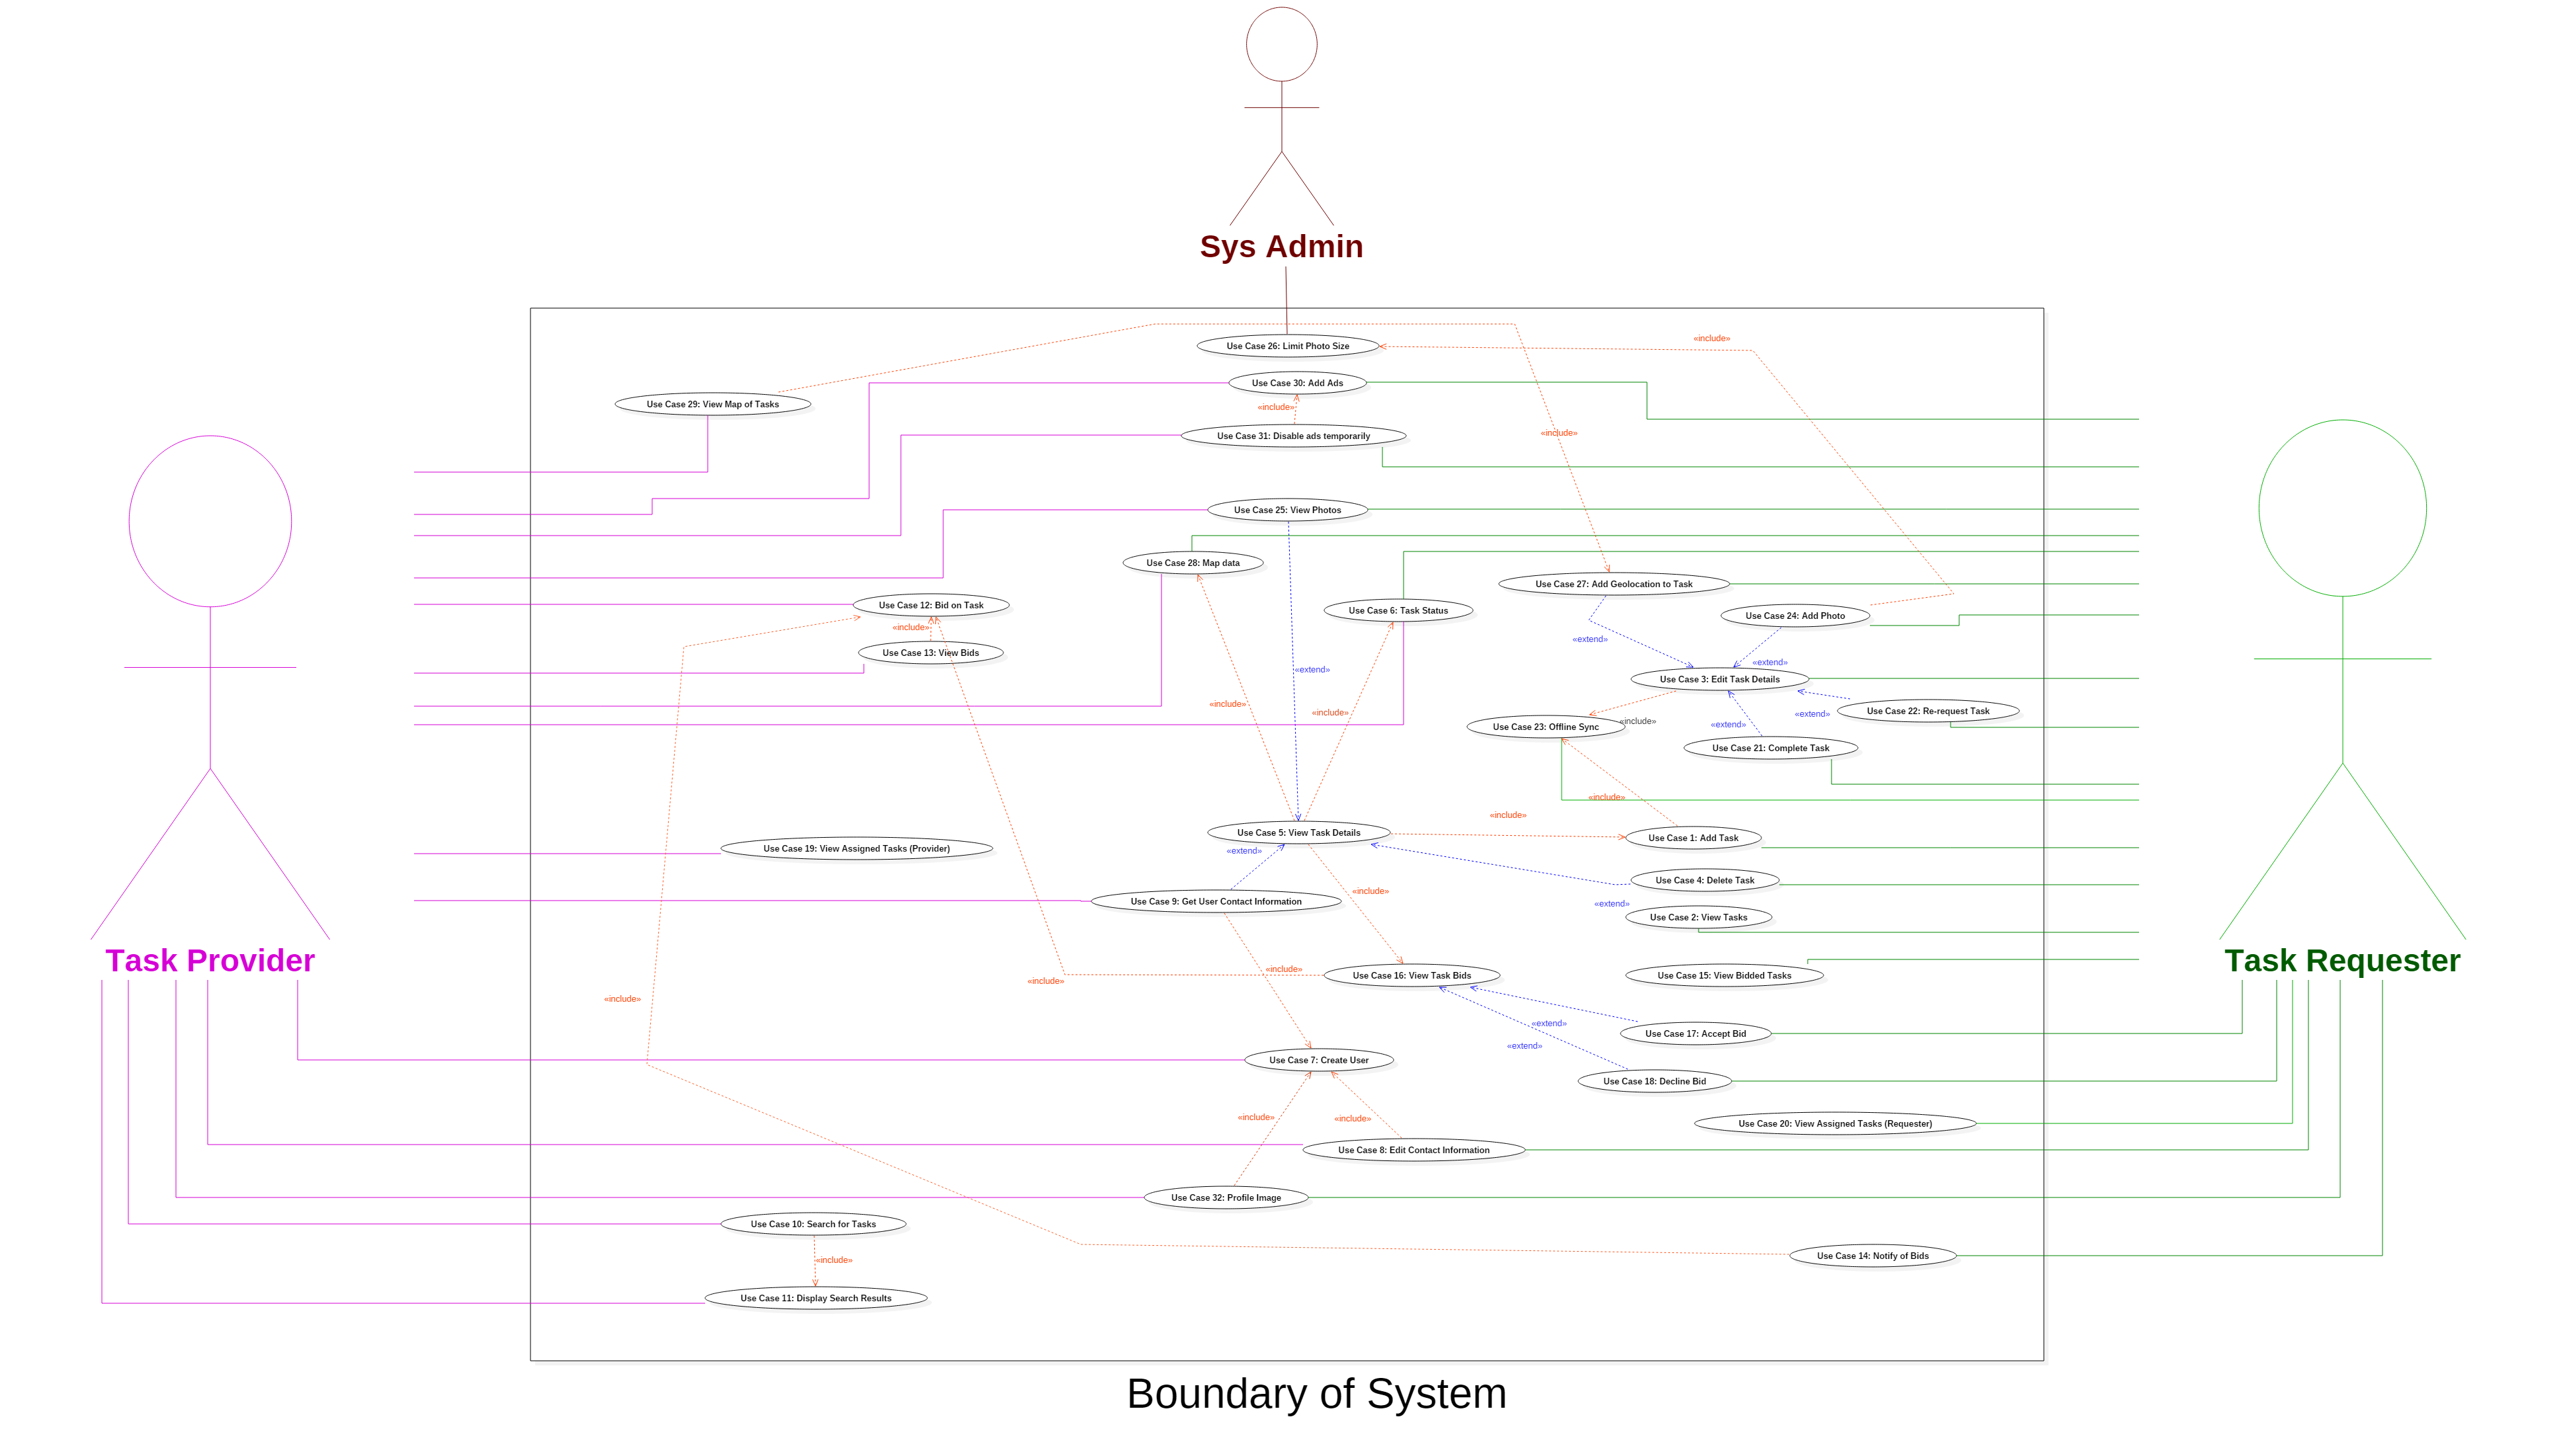 Sys Admin
Use Case 26: Limit Photo Size
«include»
Use Case 30: Add Ads
Use Case 29: View Map of Tasks
«include»
Use Case 31: Disable ads temporarily
«include»
Use Case 25: View Photos
Use Case 28: Map data
Use Case 27: Add Geolocation to Task
Use Case 12: Bid on Task
Use Case 6: Task Status
Use Case 24: Add Photo
«include»
«extend»
Use Case 13: View Bids
«extend»
«extend»
Use Case 3: Edit Task Details
«include»
«include»
Use Case 22: Re-request Task
«extend»
«include»
«extend»
Use Case 23: Offline Sync
Use Case 21: Complete Task
«include»
«include»
Use Case 5: View Task Details
Use Case 1: Add Task
Use Case 19: View Assigned Tasks (Provider)
«extend»
Use Case 4: Delete Task
«include»
Use Case 9: Get User Contact Information
«extend»
Use Case 2: View Tasks
Task Provider
Task Requester
«include»
Use Case 16: View Task Bids
Use Case 15: View Bidded Tasks
«include»
«include»
«extend»
Use Case 17: Accept Bid
«extend»
Use Case 7: Create User
Use Case 18: Decline Bid
«include»
«include»
Use Case 20: View Assigned Tasks (Requester)
Use Case 8: Edit Contact Information
Use Case 32: Profile Image
Use Case 10: Search for Tasks
Use Case 14: Notify of Bids
«include»
Use Case 11: Display Search Results
Boundary of System